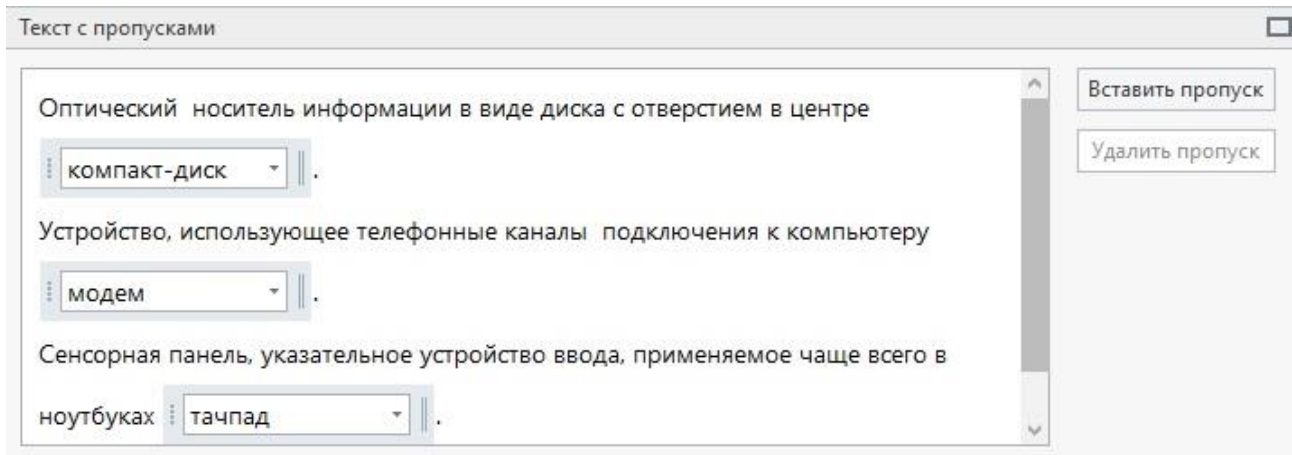 Текст с пропусками
Оптический  носитель информации в виде диска с отверстием в центре
компакт-диск .
Устройство, использующее телефонные каналы  подключения к компьютеру
модем .
Сенсорная панель, указательное устройство ввода, применяемое чаще всего в
ноутбуках тачпад .
Вставить пропуск
Удалить пропуск